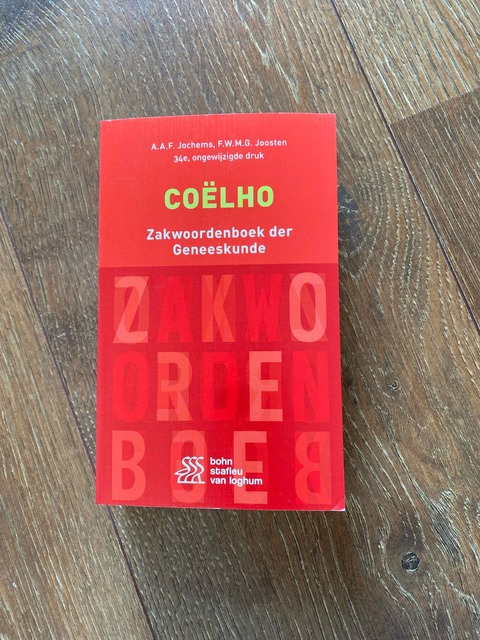 A.A.F. Jochems, F.W.M.G. Joosten
34e, ongewijzigde druk
COËLHO
Zakwoordenboek der
Geneeskunde
ZAKWO
ORDEN
BOEB
bohn
stafleu
van loghum